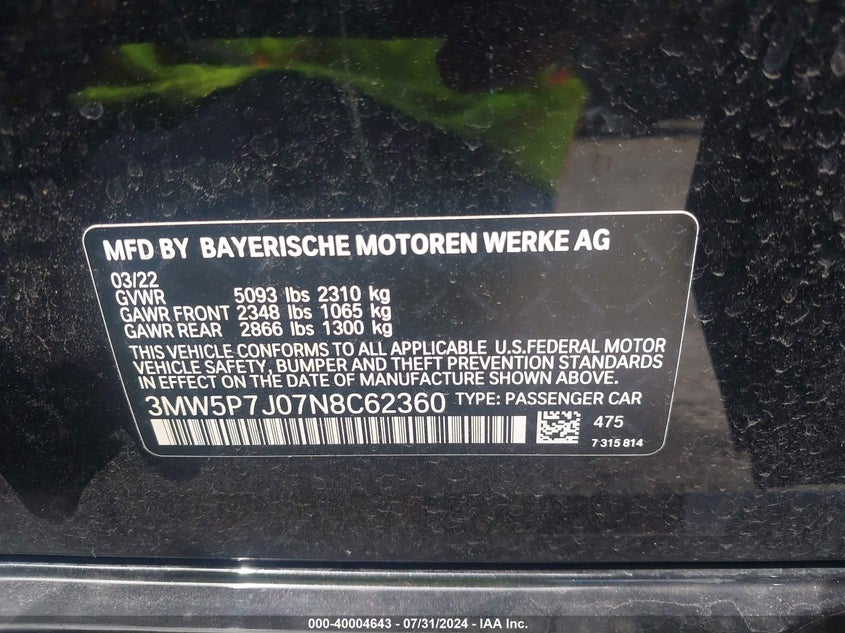 MFD BY BAYERISCHE MOTOREN WERKE AG
03/22
GVWR 5093 lbs 2310 kg
GAWR FRONT 2348 lbs 1065 kg
GAWR REAR 2866 lbs 1300 kg
THIS VEHICLE CONFORMS TO ALL APPLICABLE U.S.FEDERAL MOTOR
VEHICLE SAFETY, BUMPER AND THEFT PREVENTION STANDARDS
IN EFFECT ON THE DATE OF MANUFACTURE SHOWN ABOVE.
3MW5P7J07N8C62360 TYPE: PASSENGER CAR
475
7 315 814
000-40004643 / 07/31/2024 - IAA Inc.